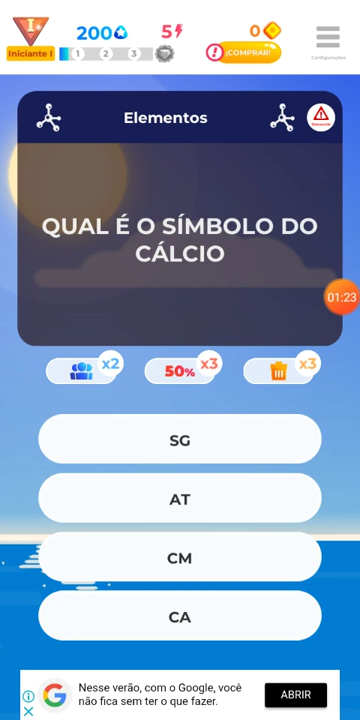 200
5
0
Iniciante I
1
2
3
¡COMPRAR!
Configurações
Elementos
QUAL É O SÍMBOLO DO
CÁLCIO
01:23
x2
50%
x3
x3
SG
AT
CM
CA
Nesse verão, com o Google, você
não fica sem ter o que fazer.
ABRIR